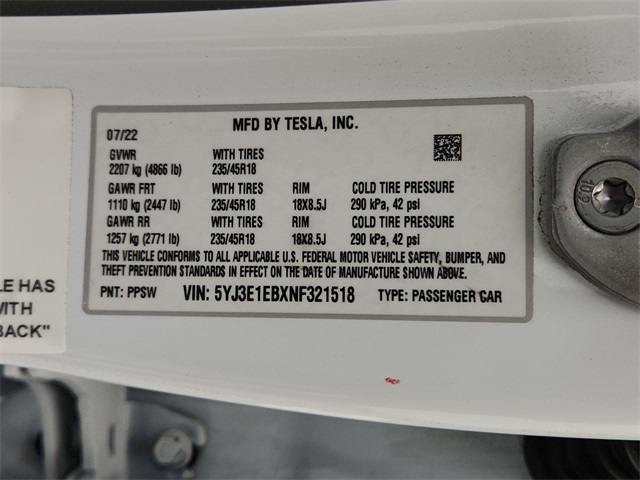 MFD BY TESLA, INC.
07/22
GVWR WITH TIRES
2207 kg (4866 lb) 235/45R18
GAWR FRT WITH TIRES RIM COLD TIRE PRESSURE
1110 kg (2447 lb) 235/45R18 18X8.5J 290 kPa, 42 psi
GAWR RR WITH TIRES RIM COLD TIRE PRESSURE
1257 kg (2771 lb) 235/45R18 18X8.5J 290 kPa, 42 psi
THIS VEHICLE CONFORMS TO ALL APPLICABLE U.S. FEDERAL MOTOR VEHICLE SAFETY, BUMPER, AND
THEFT PREVENTION STANDARDS IN EFFECT ON THE DATE OF MANUFACTURE SHOWN ABOVE.
PNT: PPSW VIN: 5YJ3E1EBXNF321518 TYPE: PASSENGER CAR
LE HAS
WITH
BACK"
10.9